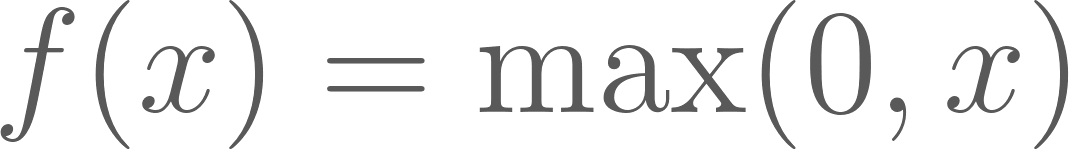 f(x) = max(0, x)